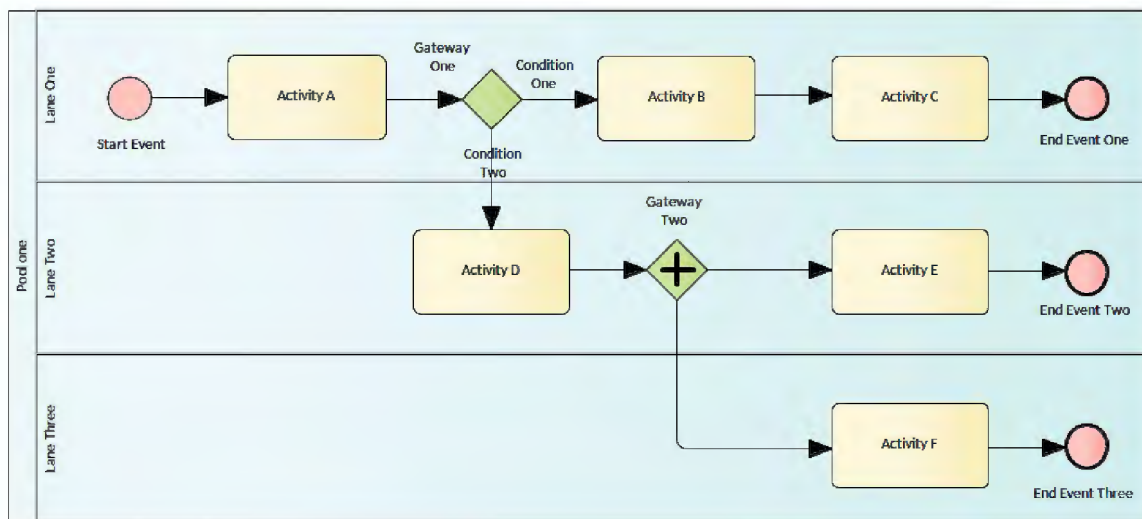 Pool one
Lane One
Start Event
Activity A
Gateway
One
Condition
One
Condition
Two
Activity B
Activity C
End Event One
Lane Two
Activity D
Gateway
Two
Activity E
End Event Two
Lane Three
Activity F
End Event Three